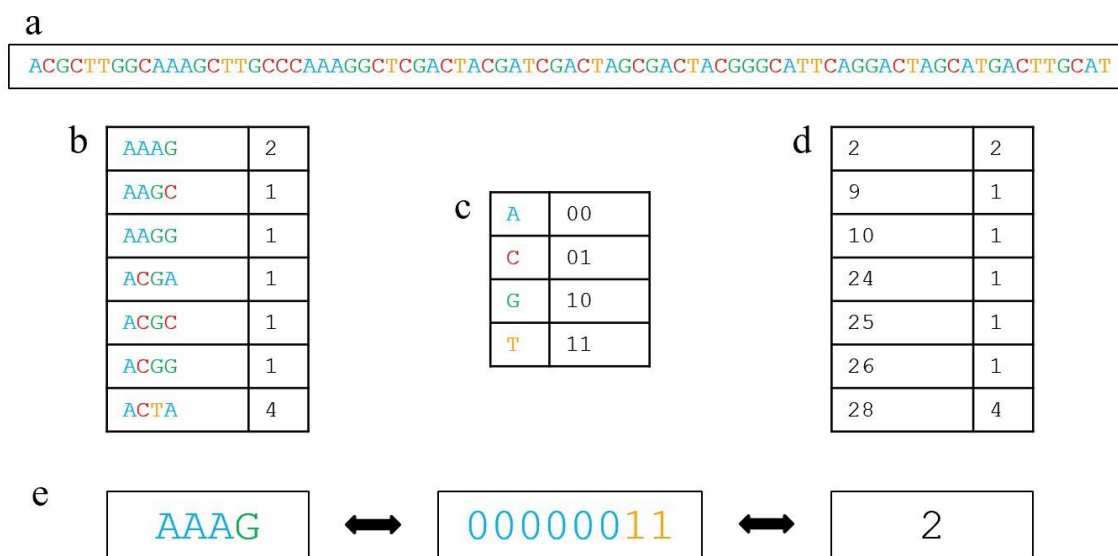 a
ACGCTTGGCAAAGCTTGCCCAAAGGCTCGACTACGATCGACTAGCGACTACGGGCATTCAGGACTAGCATGACTTGCAT
b
AAAG 2
AAGC 1
AAGG 1
ACGA 1
ACGC 1
ACGG 1
ACTA 4
c
A 00
C 01
G 10
T 11
d
2 2
9 1
10 1
24 1
25 1
26 1
28 4
e
AAAG 00000011 2